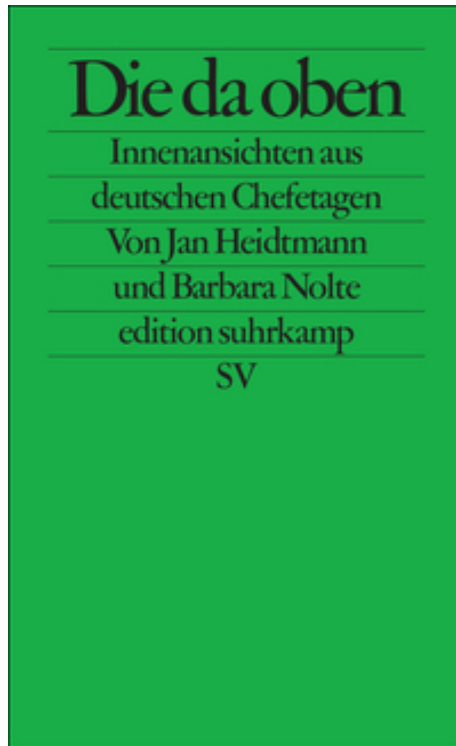 Die da oben
Innenansichten aus
deutschen Chefetagen
Von Jan Heidtmann
und Barbara Nolte
edition suhrkamp
SV